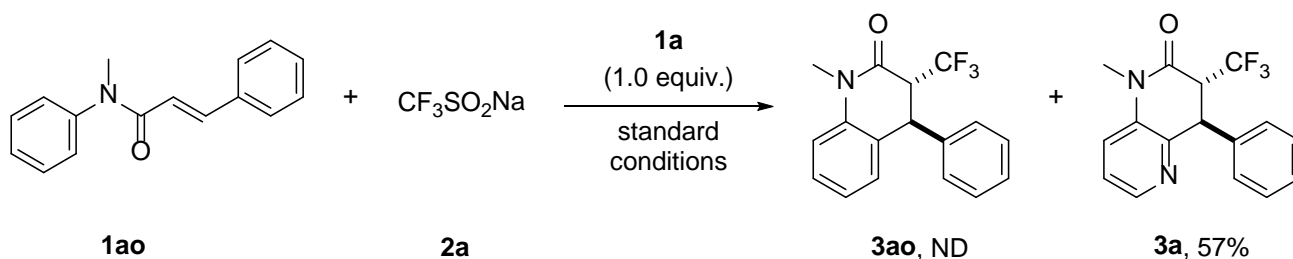 N
O
1ao
+
CF3SO2Na
2a
1a
(1.0 equiv.)
standard
conditions
O
N
CF3
3ao, ND
+
O
N
CF3
N
3a, 57%